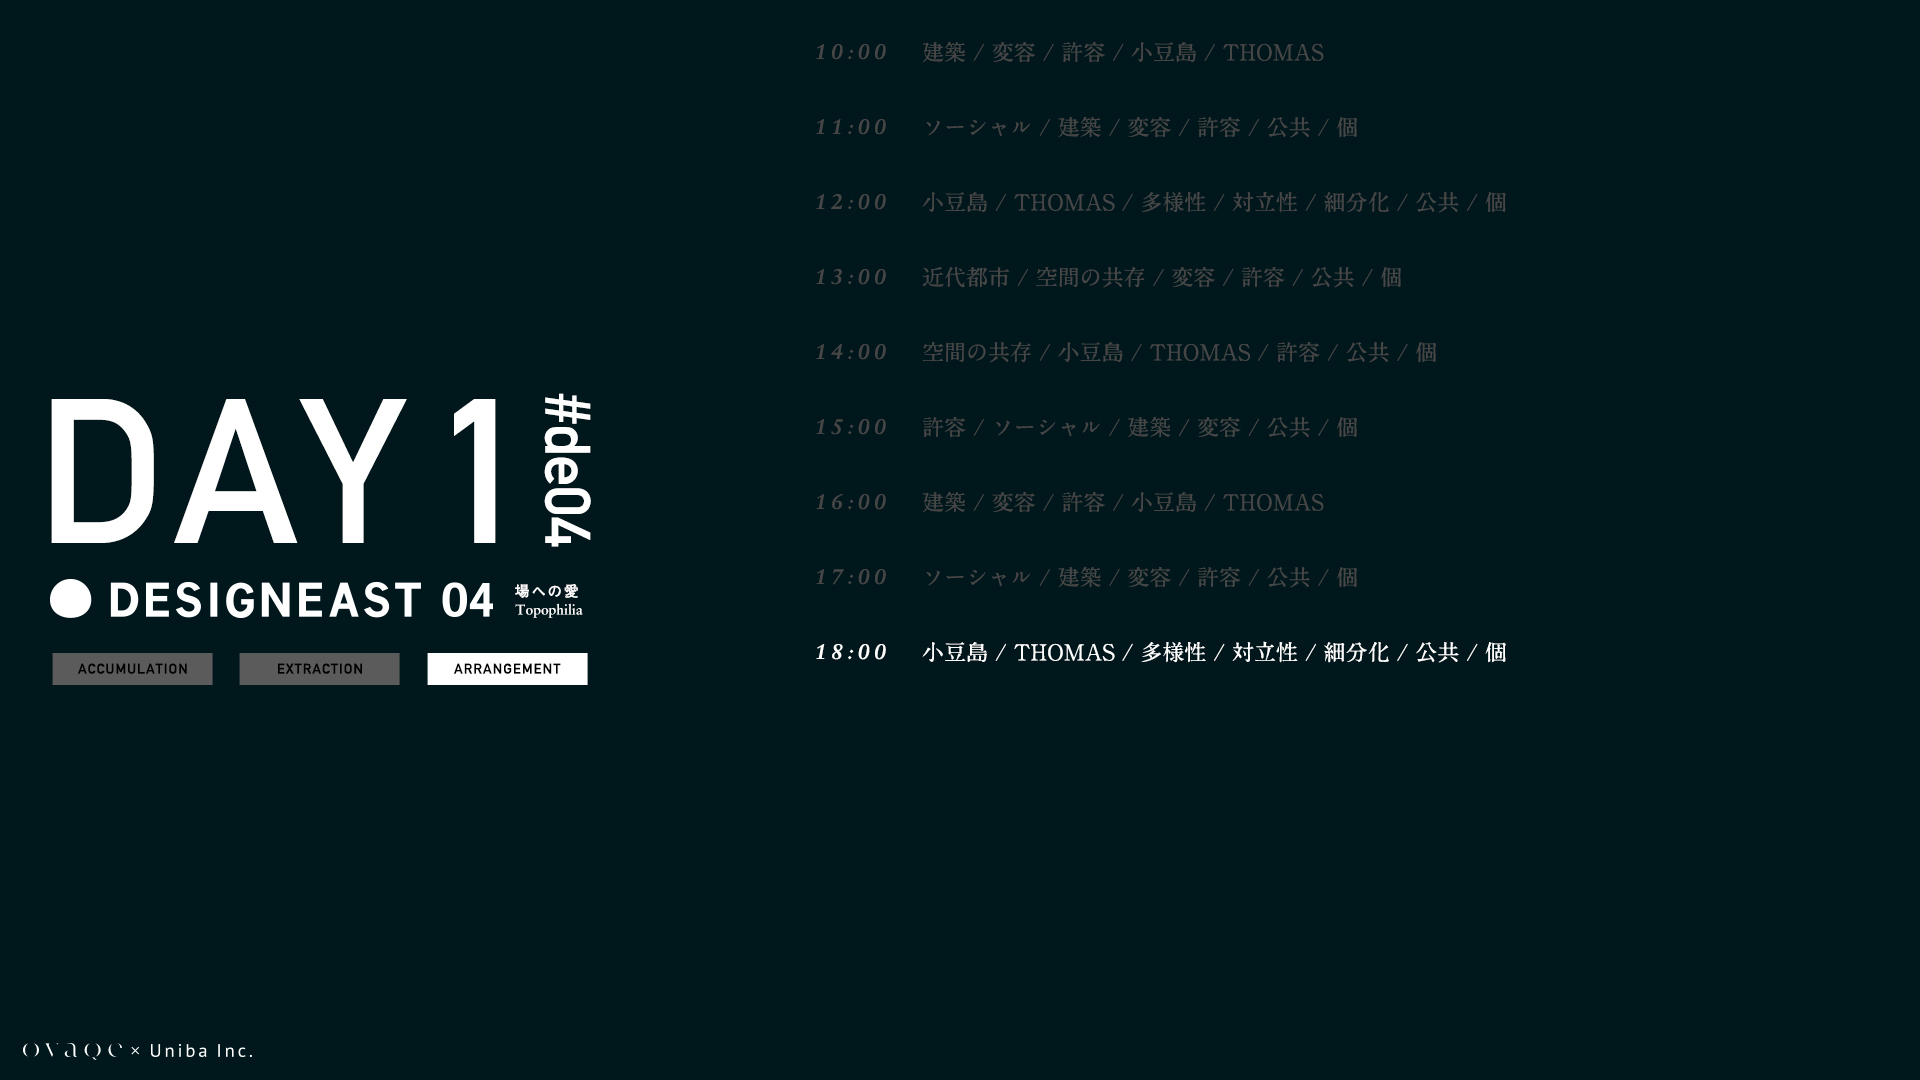 10:00 建築 / 変容 / 許容 / 小豆島 / THOMAS
11:00 ソーシャル / 建築 / 変容 / 許容 / 公共 / 個
12:00 小豆島 / THOMAS / 多様性 / 対立性 / 細分化 / 公共 / 個
13:00 近代都市 / 空間の共存 / 変容 / 許容 / 公共 / 個
14:00 空間の共存 / 小豆島 / THOMAS / 許容 / 公共 / 個
15:00 許容 / ソーシャル / 建築 / 変容 / 公共 / 個
16:00 建築 / 変容 / 許容 / 小豆島 / THOMAS
17:00 ソーシャル / 建築 / 変容 / 許容 / 公共 / 個
18:00 小豆島 / THOMAS / 多様性 / 対立性 / 細分化 / 公共 / 個
DAY 1
#de04
DESIGNEAST 04
場への愛
Topophilia
ACCUMULATION
EXTRACTION
ARRANGEMENT
ovaqe × Uniba Inc.